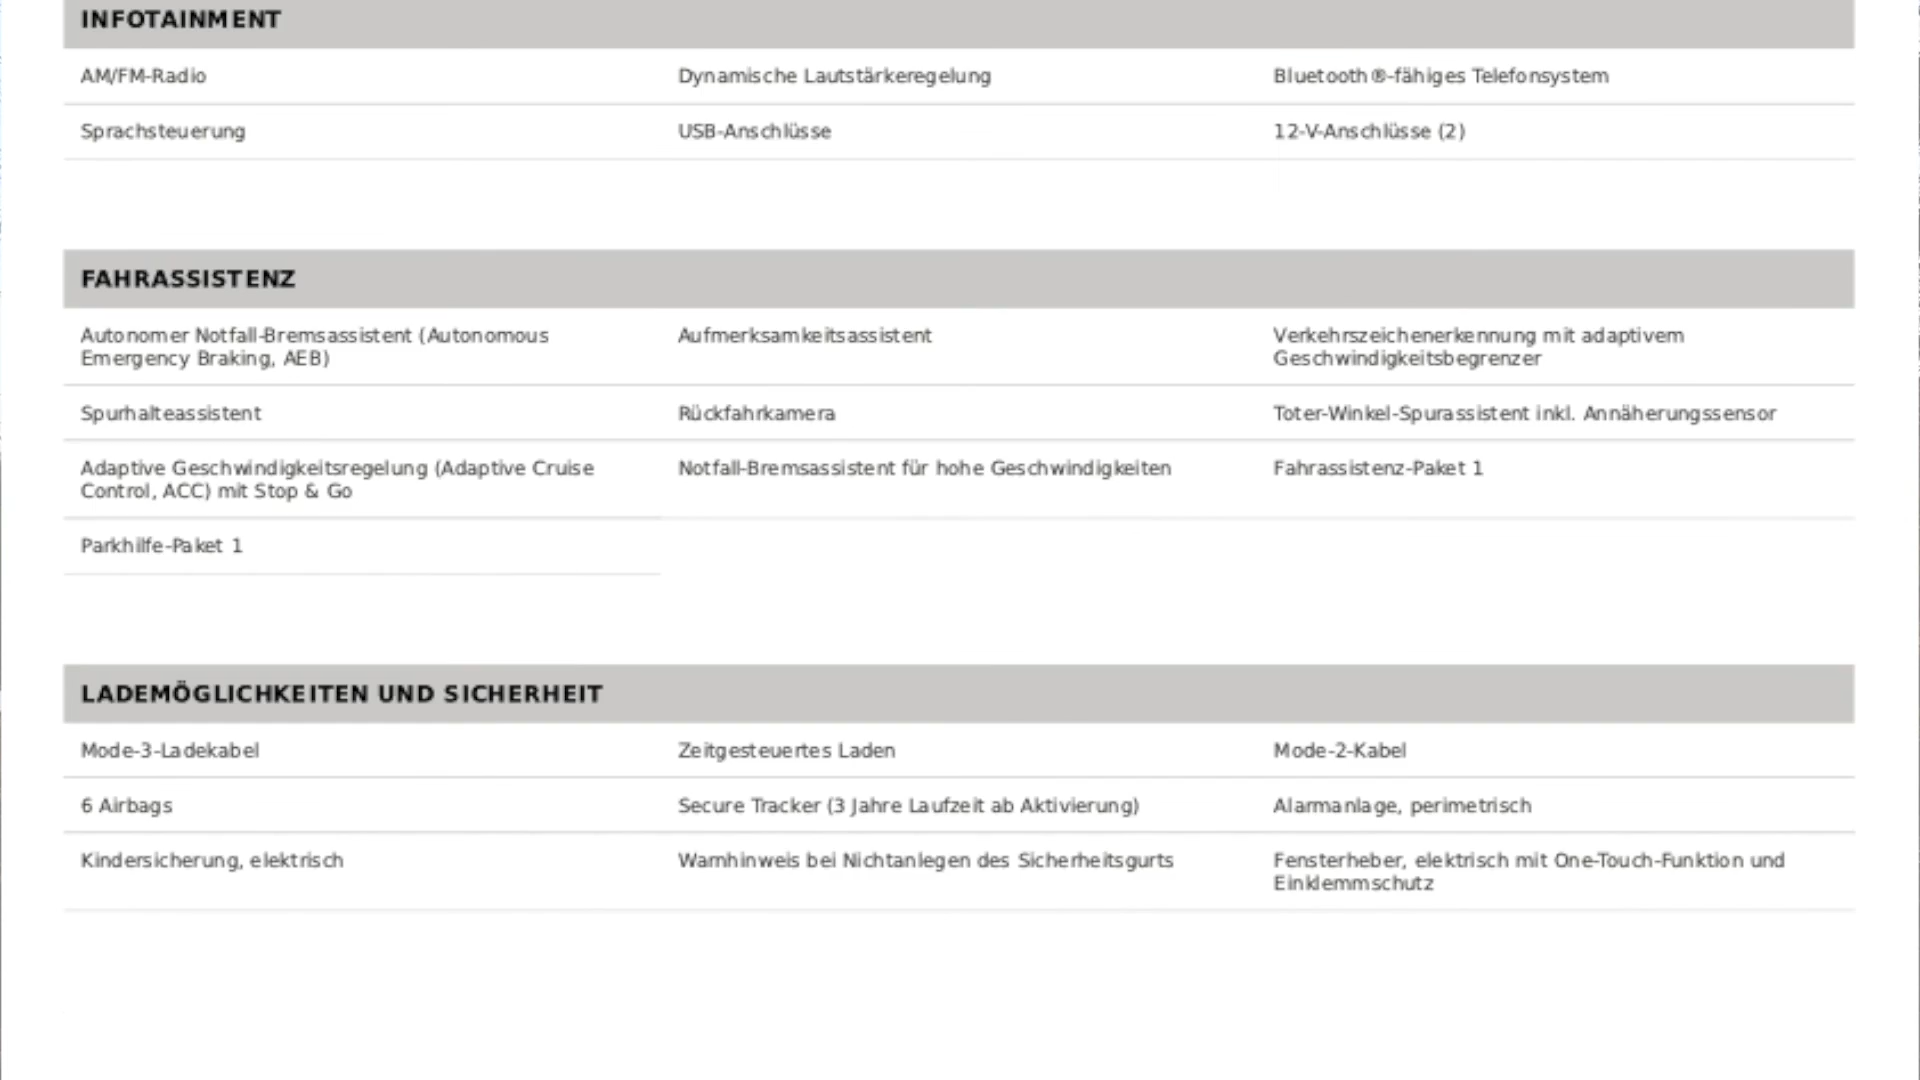 INFOTAINMENT
AM/FM-Radio
Dynamische Lautstärkeregelung
Bluetooth®-fähiges Telefonsystem
Sprachsteuerung
USB-Anschlüsse
12-V-Anschlüsse (2)
FAHRASSISTENZ
Autonomer Notfall-Bremsassistent (Autonomous
Emergency Braking, AEB)
Aufmerksamkeitsassistent
Verkehrszeichenerkennung mit adaptivem
Geschwindigkeitsbegrenzer
Spurhalteassistent
Rückfahrkamera
Toter-Winkel-Spurassistent inkl. Annäherungssensor
Adaptive Geschwindigkeitsregelung (Adaptive Cruise
Control, ACC) mit Stop & Go
Notfall-Bremsassistent für hohe Geschwindigkeiten
Fahrassistenz-Paket 1
Parkhilfe-Paket 1
LADEMÖGLICHKEITEN UND SICHERHEIT
Mode-3-Ladekabel
Zeitgesteuertes Laden
Mode-2-Kabel
6 Airbags
Secure Tracker (3 Jahre Laufzeit ab Aktivierung)
Alarmanlage, perimetrisch
Kindersicherung, elektrisch
Warnhinweis bei Nichtanlegen des Sicherheitsgurts
Fensterheber, elektrisch mit One-Touch-Funktion und
Einklemmschutz